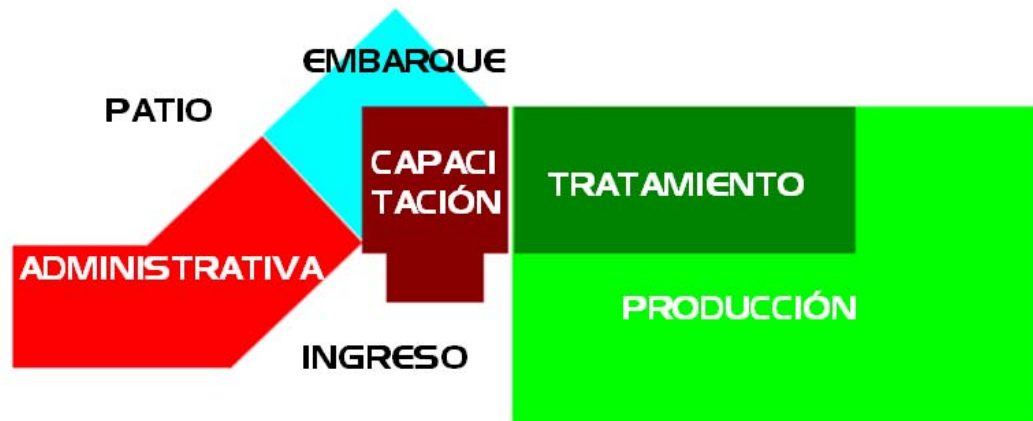 EMBARQUE
PATIO
CAPACI
TACIÓN
TRATAMIENTO
ADMINISTRATIVA
PRODUCCIÓN
INGRESO